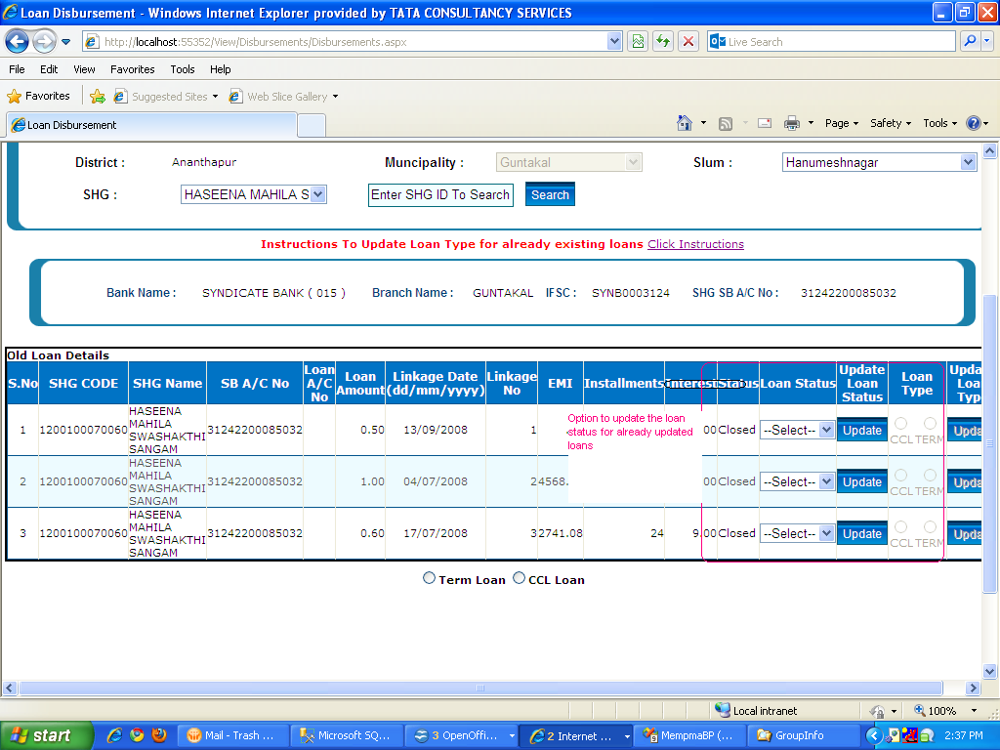 Loan Disbursement - Windows Internet Explorer provided by TATA CONSULTANCY SERVICES
http://localhost:55352/View/Disbursements/Disbursements.aspx
Live Search
File Edit View Favorites Tools Help
Favorites Suggested Sites Web Slice Gallery
Loan Disbursement Page Safety Tools
District : Ananthapur Muncipality : Guntakal Slum : Hanumeshnagar
SHG : HASEENA MAHILA S Enter SHG ID To Search Search
Instructions To Update Loan Type for already existing loans Click Instructions
Bank Name : SYNDICATE BANK ( 015 ) Branch Name : GUNTAKAL IFSC : SYNB0003124 SHG SB A/C No : 31242200085032
Old Loan Details
S.No SHG CODE SHG Name SB A/C No Loan A/C No Loan Amount Linkage Date (dd/mm/yyyy) Linkage No EMI Installments Interest Status Loan Status Update Loan Status Loan Type Upda Loan Typ
1 1200100070060 HASEENA MAHILA SWASHAKTHI SANGAM 31242200085032 0.50 13/09/2008 1 00 Closed --Select-- Update CCL TERM Upda
Option to update the loan
status for already updated
loans
2 1200100070060 HASEENA MAHILA SWASHAKTHI SANGAM 31242200085032 1.00 04/07/2008 2 4568. 00 Closed --Select-- Update CCL TERM Upda
3 1200100070060 HASEENA MAHILA SWASHAKTHI SANGAM 31242200085032 0.60 17/07/2008 3 2741.08 24 9.00 Closed --Select-- Update CCL TERM Upda
Term Loan CCL Loan
Local intranet 100%
start Mail - Trash ... Microsoft SQ... 3 OpenOffi... 2 Internet ... MempmaBP (... GroupInfo 2:37 PM